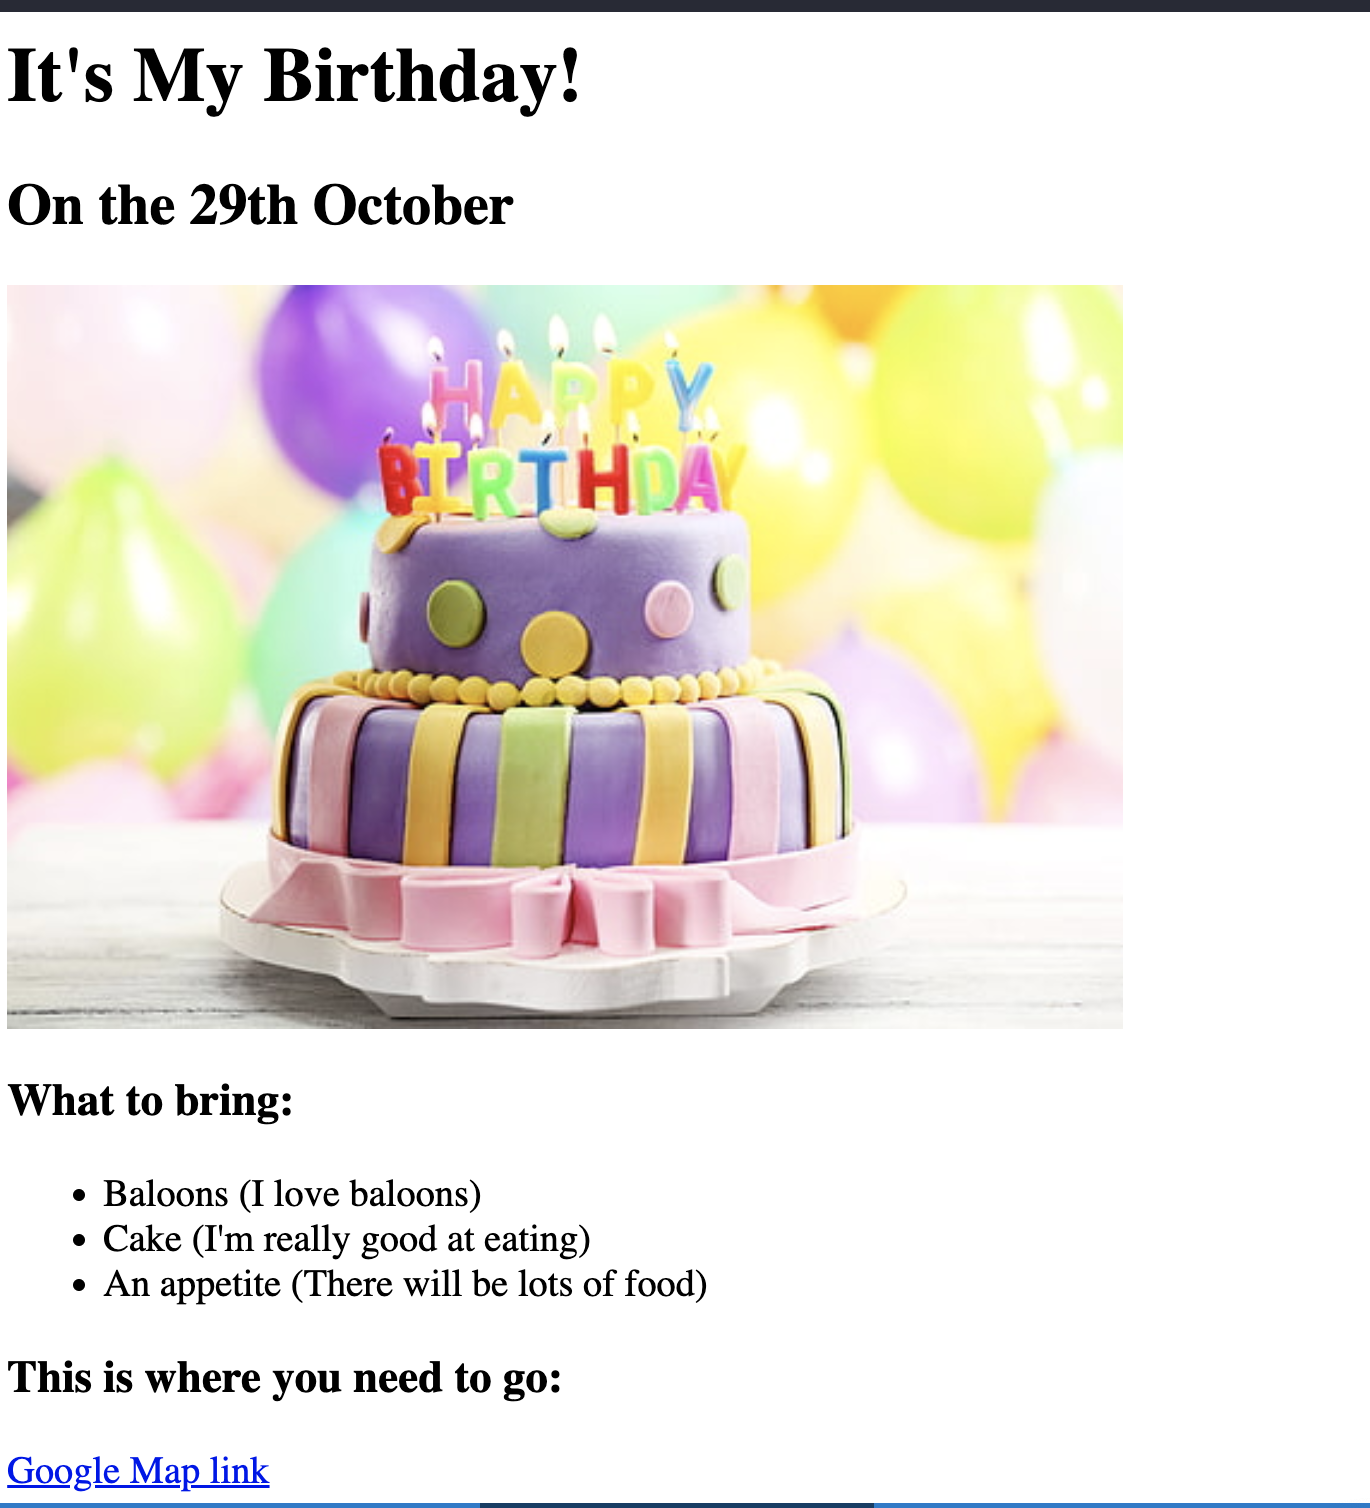 It's My Birthday!
On the 29th October
HAPPY
BIRTHDAY
What to bring:
Baloons (I love baloons)
Cake (I'm really good at eating)
An appetite (There will be lots of food)
This is where you need to go:
Google Map link